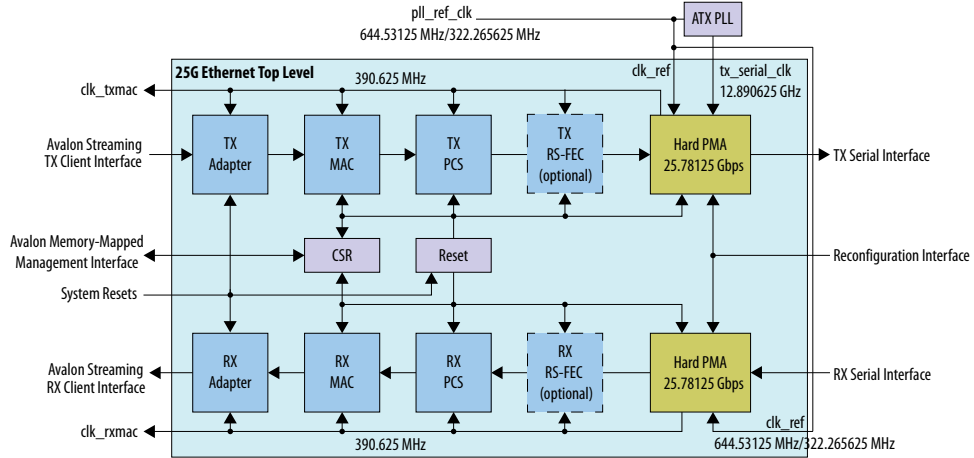 pll_ref_clk
644.53125 MHz/322.265625 MHz
ATX PLL
25G Ethernet Top Level
390.625 MHz
clk_ref
tx_serial_clk
12.890625 GHz
clk_txmac
Avalon Streaming
TX Client Interface
TX
Adapter
TX
MAC
TX
PCS
TX
RS-FEC
(optional)
Hard PMA
25.78125 Gbps
TX Serial Interface
Avalon Memory-Mapped
Management Interface
CSR
Reset
Reconfiguration Interface
System Resets
Avalon Streaming
RX Client Interface
RX
Adapter
RX
MAC
RX
PCS
RX
RS-FEC
(optional)
Hard PMA
25.78125 Gbps
RX Serial Interface
clk_rxmac
390.625 MHz
clk_ref
644.53125 MHz/322.265625 MHz